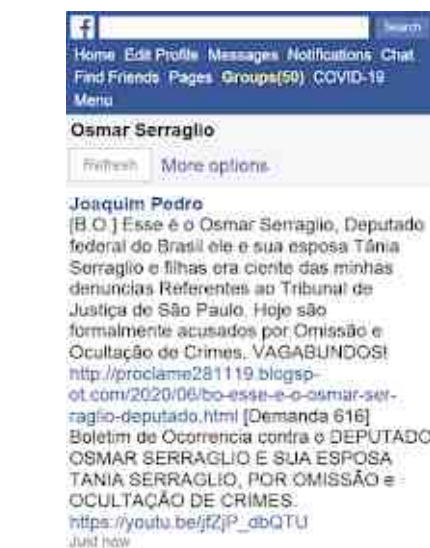 f
Search
Home Edit Profile Messages Notifications Chat
Find Friends Pages Groups(50) COVID-19
Menu
Osmar Serraglio
Refresh More options
Joaquim Pedro
[B.O.] Esse é o Osmar Serraglio, Deputado
federal do Brasil ele e sua esposa Tânia
Serraglio e filhas era ciente das minhas
denuncias Referentes ao Tribunal de
Justiça de São Paulo. Hoje são
formalmente acusados por Omissão e
Ocultação de Crimes. VAGABUNDOS!
http://proclame281119.blogsp-
ot.com/2020/06/bo-esse-e-o-osmar-ser-
raglio-deputado.html [Demanda 616]
Boletim de Ocorrencia contra o DEPUTADO
OSMAR SERRAGLIO E SUA ESPOSA
TANIA SERRAGLIO, POR OMISSÃO e
OCULTAÇÃO DE CRIMES.
https://youtu.be/jfZjP_dbQTU
Just now